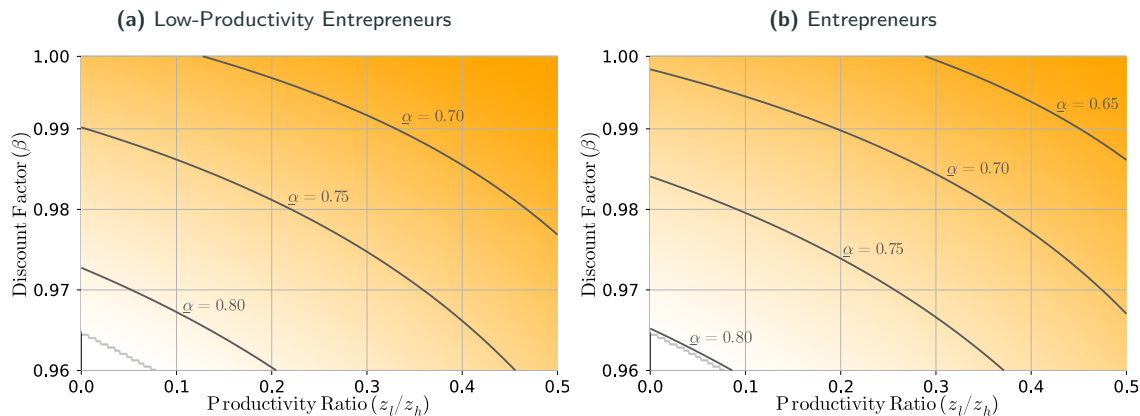 (a) Low-Productivity Entrepreneurs
1.00
0.99
0.98
0.97
0.96
Discount Factor (β)
α = 0.70
α = 0.75
α = 0.80
0.0 0.1 0.2 0.3 0.4 0.5
Productivity Ratio (z_l/z_h)
(b) Entrepreneurs
1.00
0.99
0.98
0.97
0.96
Discount Factor (β)
α = 0.65
α = 0.70
α = 0.75
α = 0.80
0.0 0.1 0.2 0.3 0.4 0.5
Productivity Ratio (z_l/z_h)